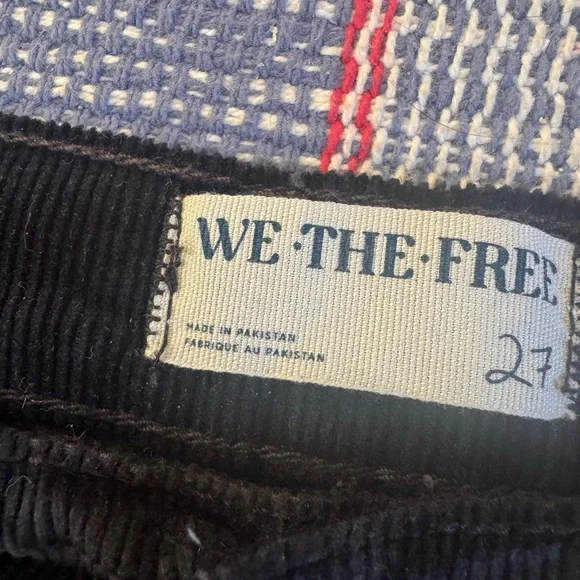 WE·THE·FREE
MADE IN PAKISTAN
FABRIQUE AU PAKISTAN
27